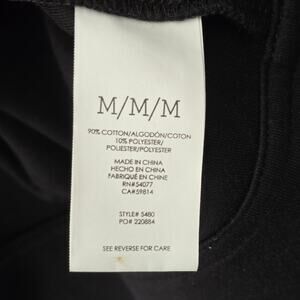 M/M/M
90% COTTON/ALGODÓN/COTON
10% POLYESTER/
POLIÉSTER/POLYESTER
MADE IN CHINA
HECHO EN CHINA
FABRIQUÉ EN CHINE
RN#54077
CA#59814
STYLE# 5480
PO# 220884
SEE REVERSE FOR CARE